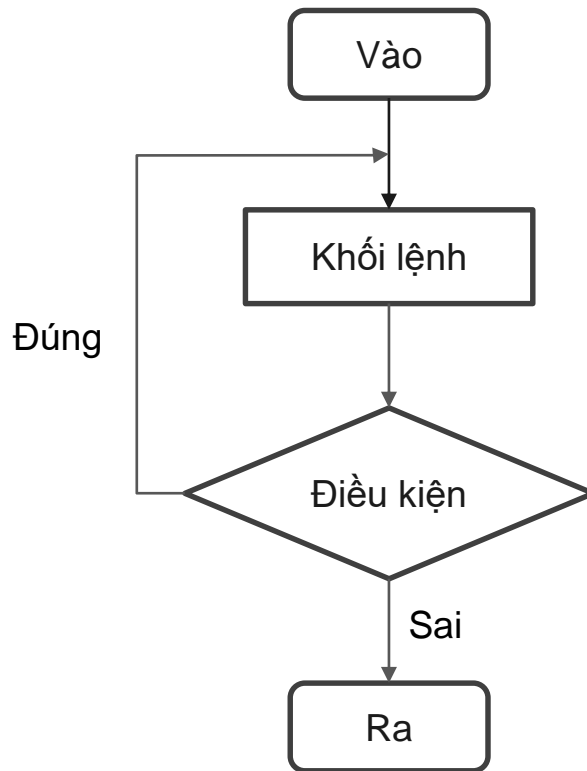 Vào
Khối lệnh
Đúng
Điều kiện
Sai
Ra